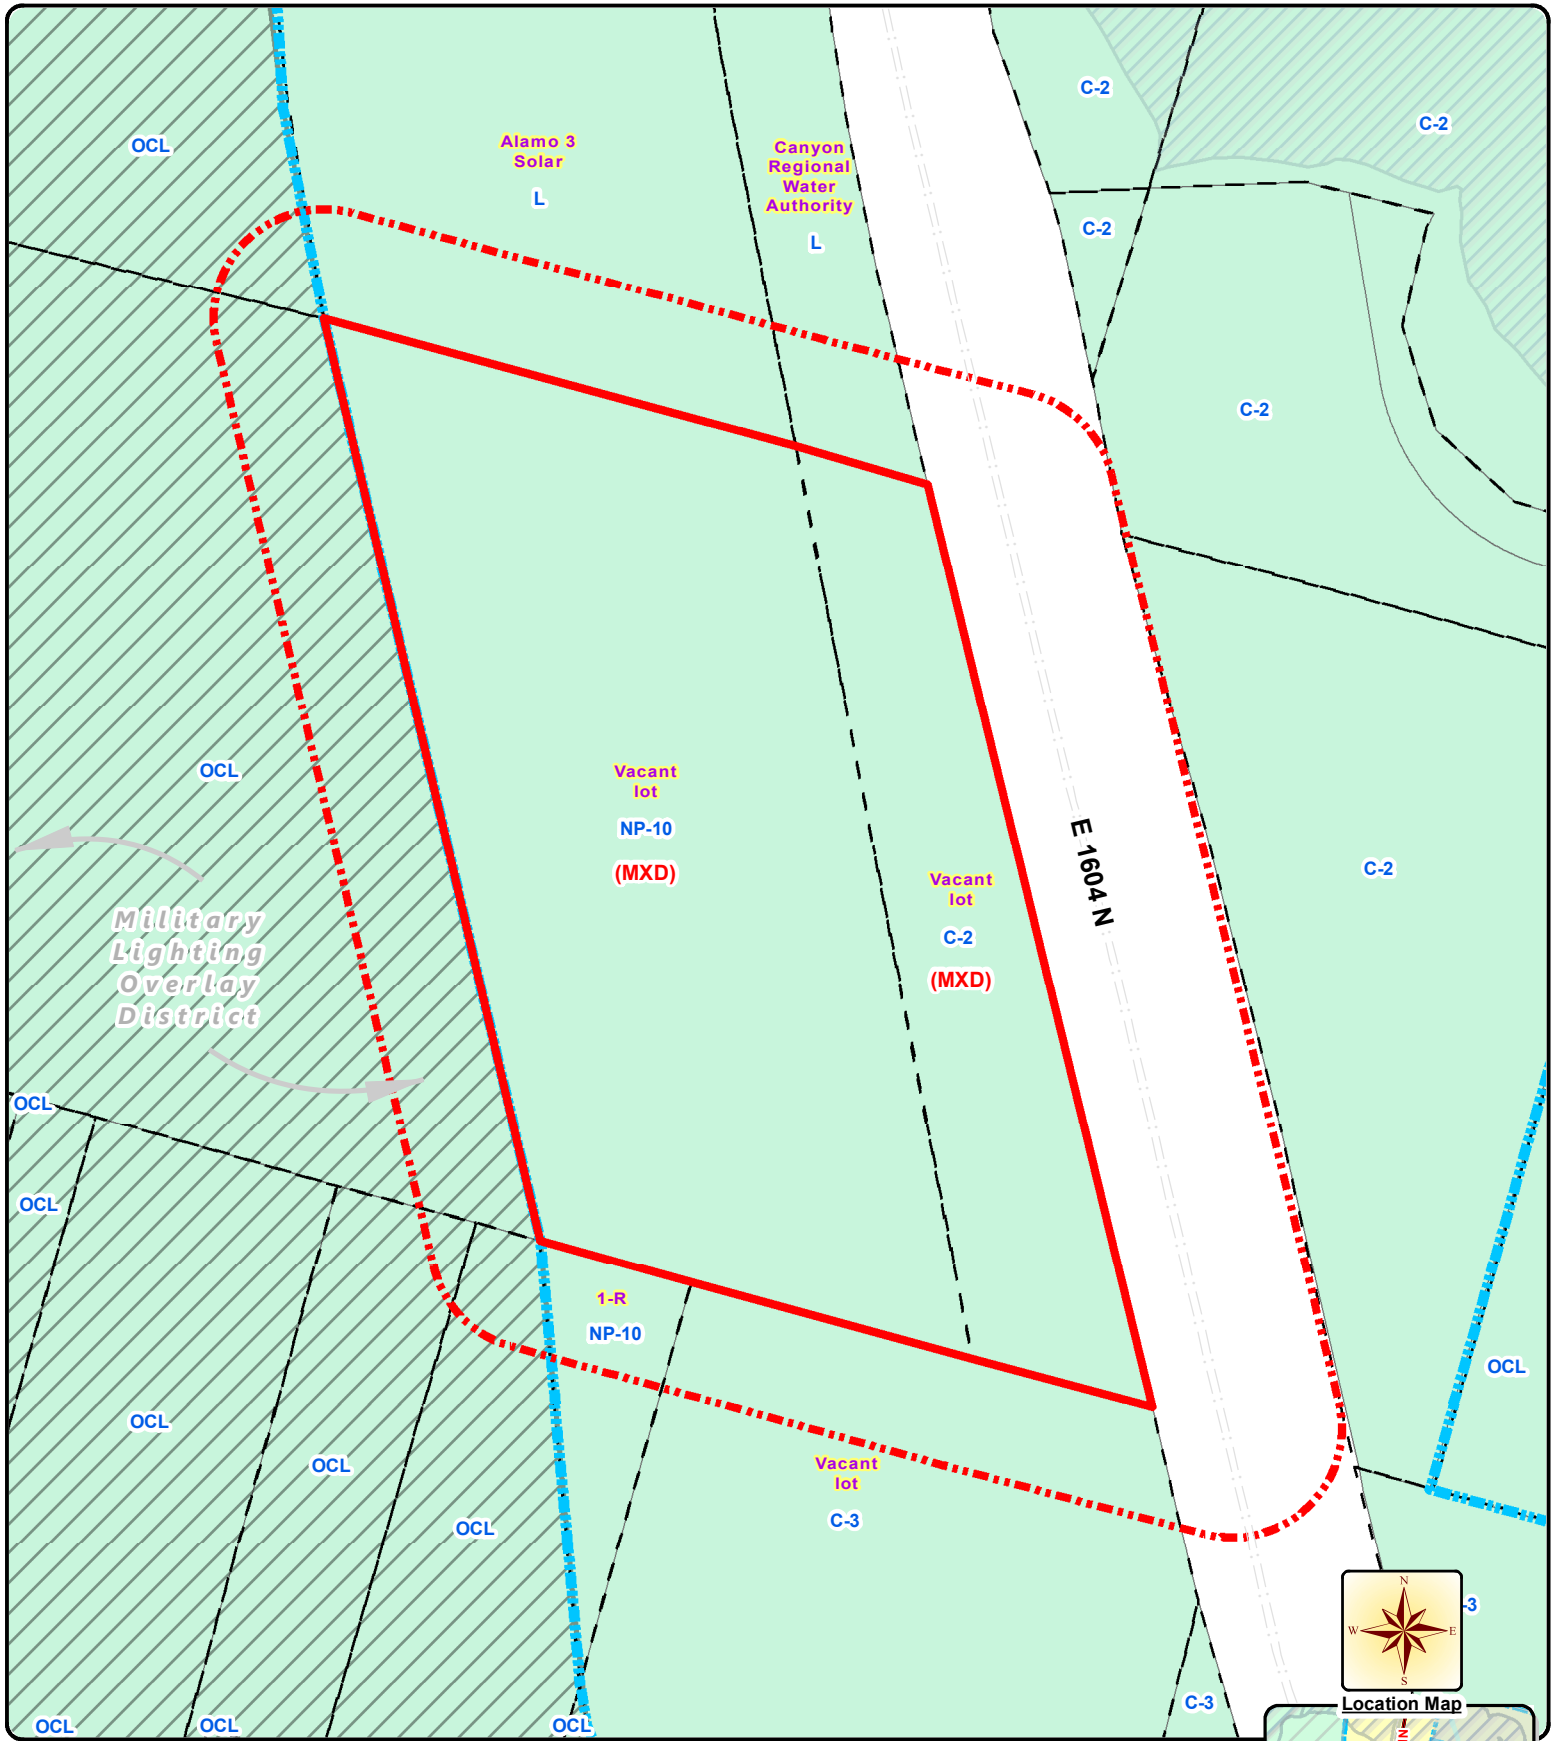 C-2
C-2
OCL
Alamo 3
Solar
L
Canyon
Regional
Water
Authority
L
C-2
C-2
OCL
Vacant
lot
NP-10
(MXD)
E 1604 N
Vacant
lot
C-2
(MXD)
C-2
Military
Lighting
Overlay
District
OCL
OCL
1-R
NP-10
OCL
OCL
OCL
OCL
Vacant
lot
C-3
N
W
E
S
-3
C-3
Location Map
OCL
OCL
OCL